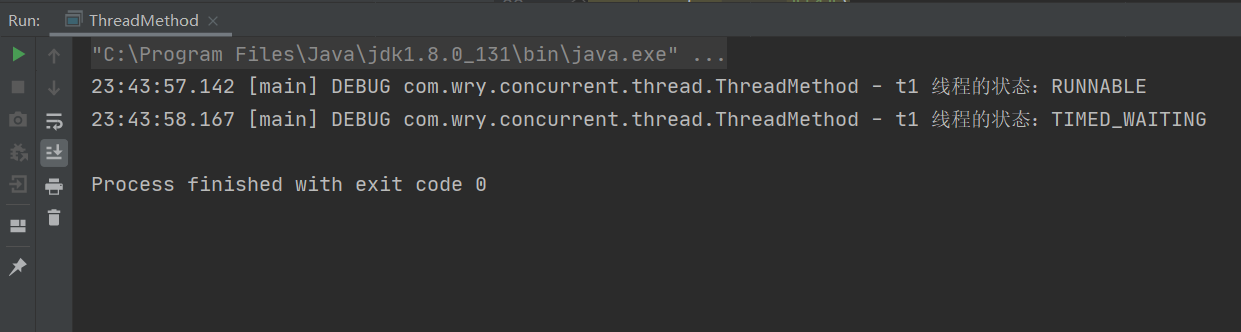 Run: ThreadMethod
"C:\Program Files\Java\jdk1.8.0_131\bin\java.exe" ...
23:43:57.142 [main] DEBUG com.wry.concurrent.thread.ThreadMethod - t1 线程的状态：RUNNABLE
23:43:58.167 [main] DEBUG com.wry.concurrent.thread.ThreadMethod - t1 线程的状态：TIMED_WAITING
Process finished with exit code 0